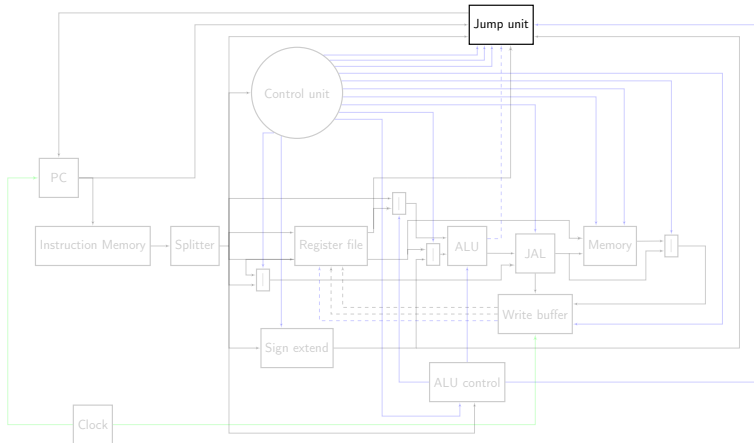 Jump unit
Control unit
PC
Instruction Memory
Splitter
Register file
ALU
JAL
Memory
Write buffer
Sign extend
ALU control
Clock